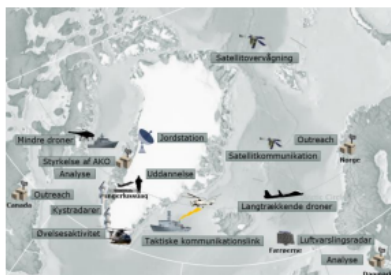 Satellitovervågning
Mindre droner
Jordstation
Outreach
Styrkelse af AKO
Satellitkommunikation
Norge
Analyse
Uddannelse
Outreach
Langtrækkende droner
Canada
Kystradarer
Øvelsesaktivitet
Taktiske kommunikationslink
Luftvarslingsradar
Færøerne
Analyse